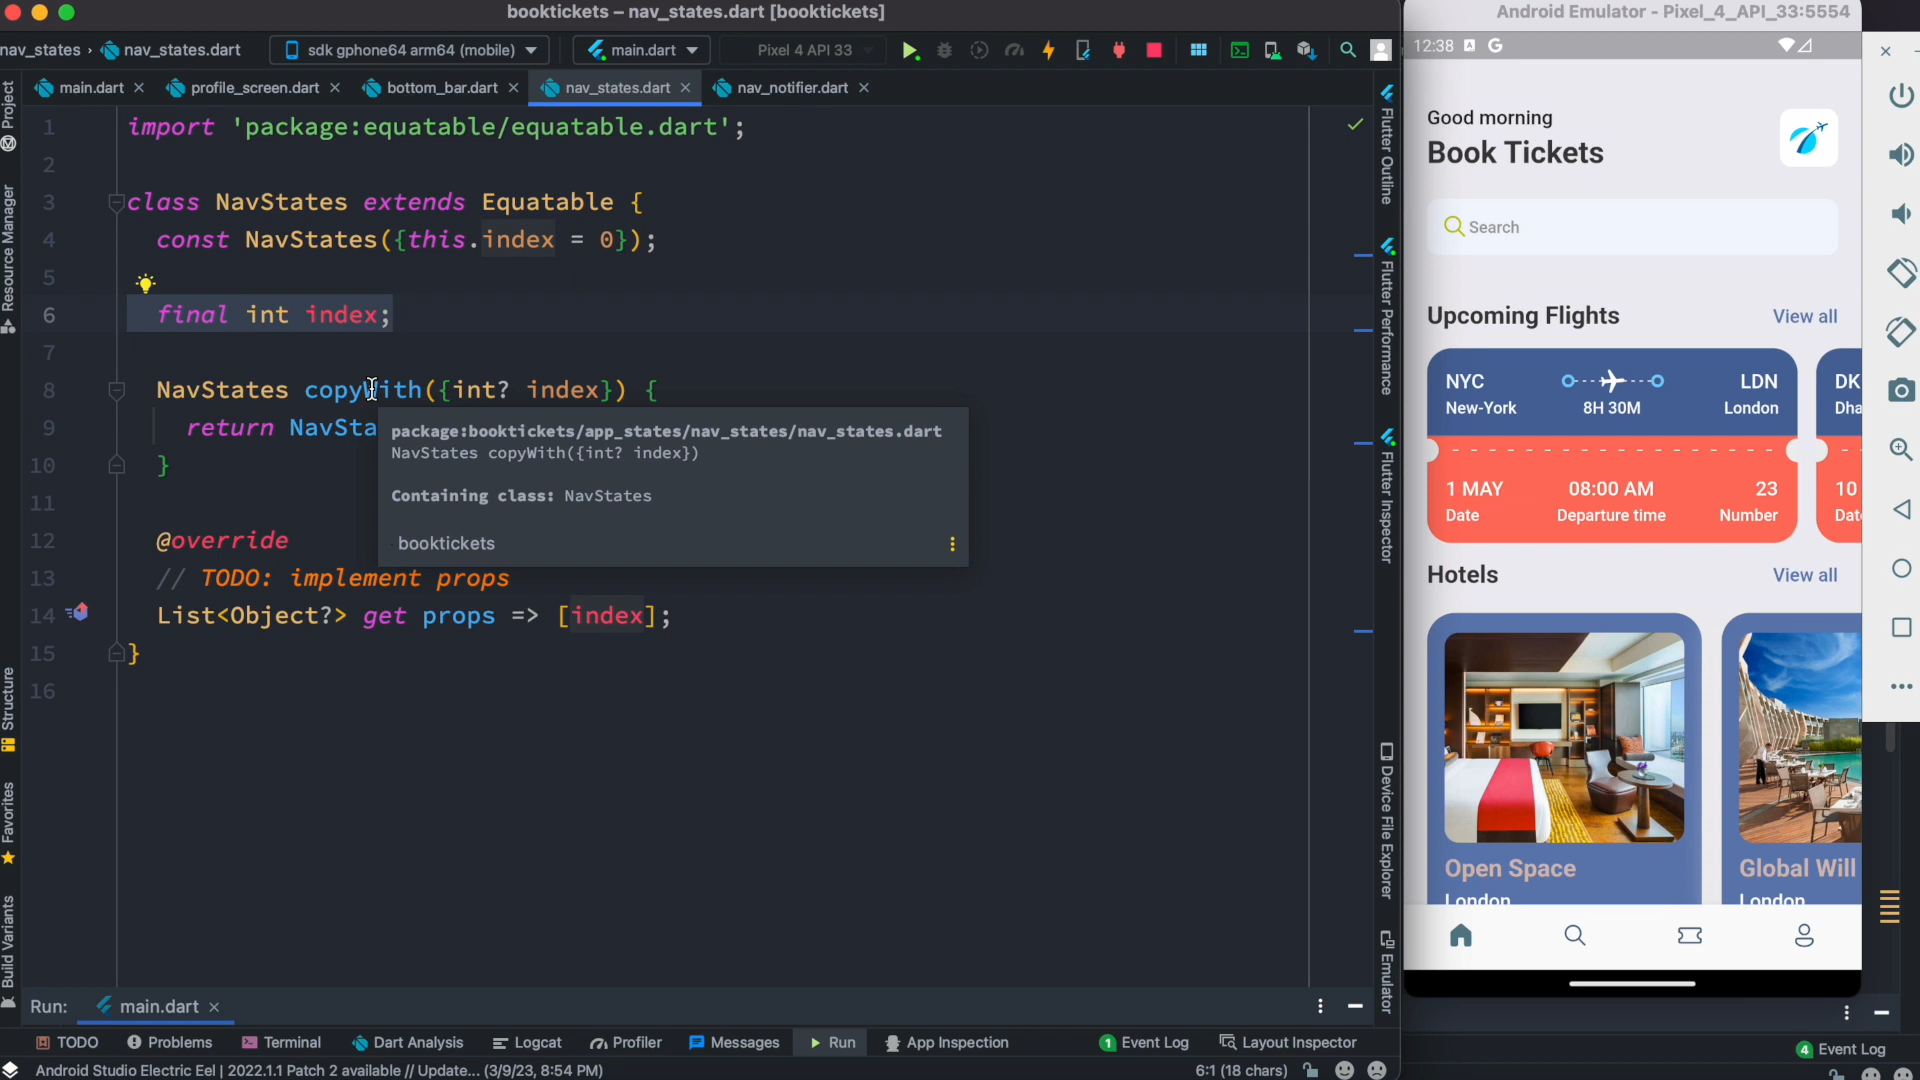 booktickets – nav_states.dart [booktickets]
nav_states › nav_states.dart
sdk gphone64 arm64 (mobile)
main.dart
Pixel 4 API 33
main.dart
profile_screen.dart
bottom_bar.dart
nav_states.dart
nav_notifier.dart
1 import 'package:equatable/equatable.dart';
2
3 class NavStates extends Equatable {
4 const NavStates({this.index = 0});
5
6 final int index;
7
8 NavStates copyWith({int? index}) {
9 return NavSta
10 }
11
12 @override
13 // TODO: implement props
14 List<Object?> get props => [index];
15 }
16
package:booktickets/app_states/nav_states/nav_states.dart
NavStates copyWith({int? index})
Containing class: NavStates
booktickets
Project
Resource Manager
Structure
Favorites
Build Variants
Flutter Outline
Flutter Performance
Flutter Inspector
Device File Explorer
Emulator
Run: main.dart
TODO
Problems
Terminal
Dart Analysis
Logcat
Profiler
Messages
Run
App Inspection
1 Event Log
Layout Inspector
Android Studio Electric Eel | 2022.1.1 Patch 2 available // Update... (3/9/23, 8:54 PM)
6:1 (18 chars)
Android Emulator - Pixel_4_API_33:5554
12:38 A G
Good morning
Book Tickets
Search
Upcoming Flights
View all
NYC
LDN
DK
New-York
8H 30M
London
Dha
1 MAY
08:00 AM
23
10
Date
Departure time
Number
Dat
Hotels
View all
Open Space
Global Will
London
London
4 Event Log